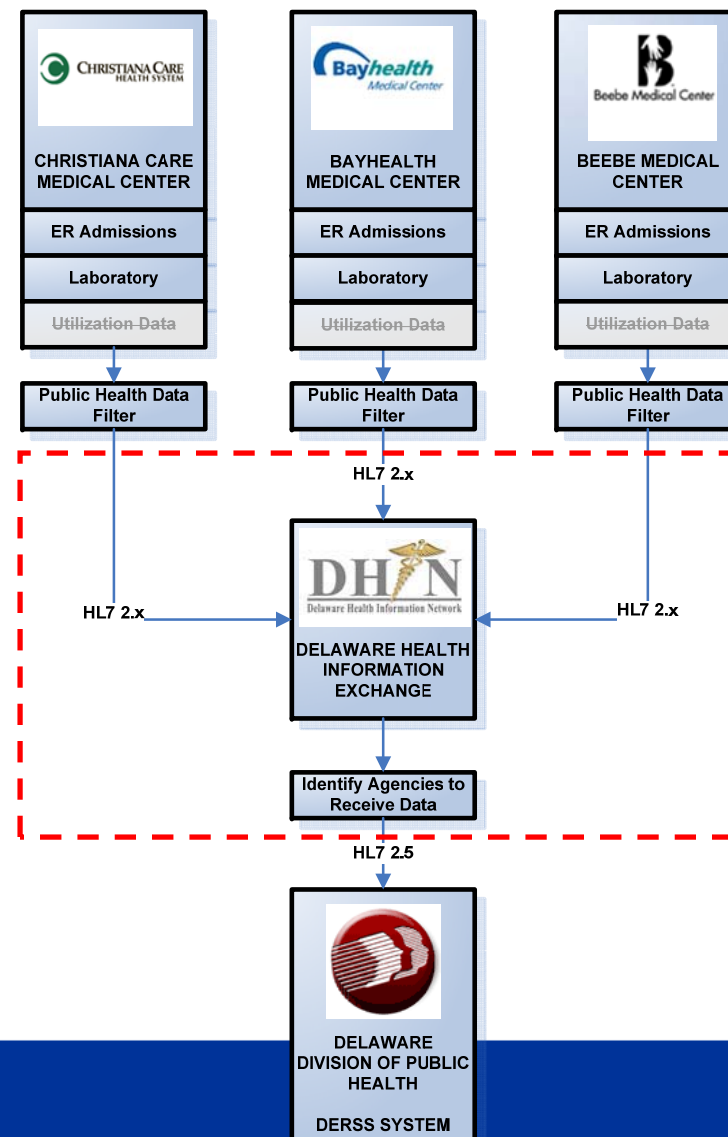 CHRISTIANA CARE
HEALTH SYSTEM
CHRISTIANA CARE
MEDICAL CENTER
ER Admissions
Laboratory
Utilization Data
Public Health Data
Filter
HL7 2.x
Bayhealth
Medical Center
BAYHEALTH
MEDICAL CENTER
ER Admissions
Laboratory
Utilization Data
Public Health Data
Filter
HL7 2.x
B
Beebe Medical Center
BEEBE MEDICAL
CENTER
ER Admissions
Laboratory
Utilization Data
Public Health Data
Filter
HL7 2.x
DHIN
Delaware Health Information Network
DELAWARE HEALTH
INFORMATION
EXCHANGE
Identify Agencies to
Receive Data
HL7 2.5
DELAWARE
DIVISION OF PUBLIC
HEALTH
DERSS SYSTEM